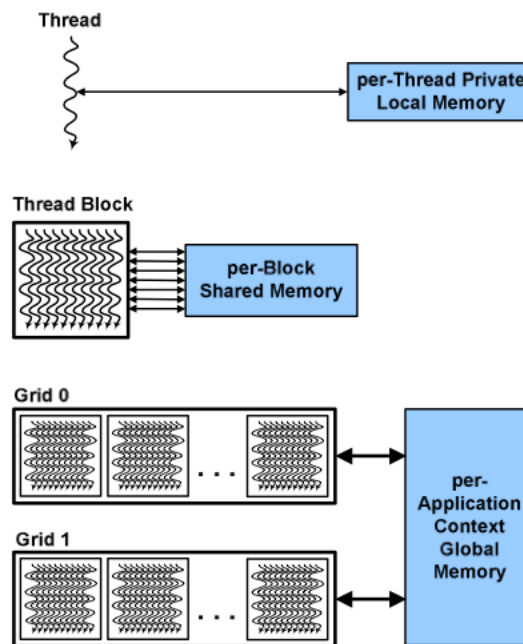 Thread
per-Thread Private
Local Memory
Thread Block
per-Block
Shared Memory
Grid 0
. . .
per-
Application
Context
Global
Memory
Grid 1
. . .